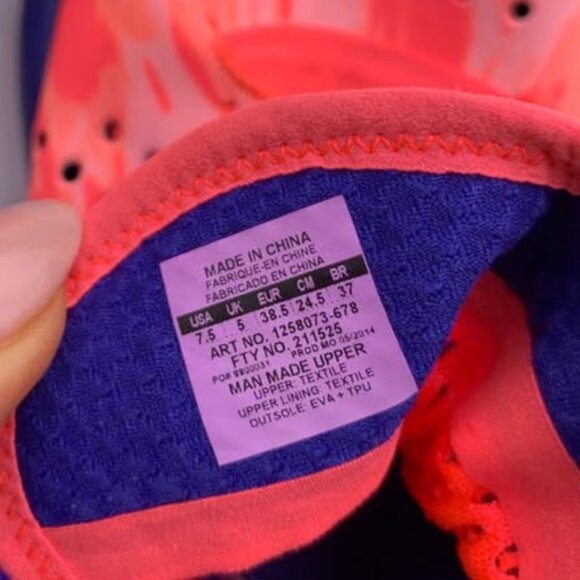 MADE IN CHINA
FABRIQUE-EN CHINE
FABRICADO EN CHINA
USA UK EUR CM BR
7.5 5 38.5 24.5 37
ART NO. 1258073-678
FTY NO. 211525
PO# 8900031 PROD MO 05/2014
MAN MADE UPPER
UPPER: TEXTILE
UPPER LINING: TEXTILE
OUTSOLE: EVA + TPU